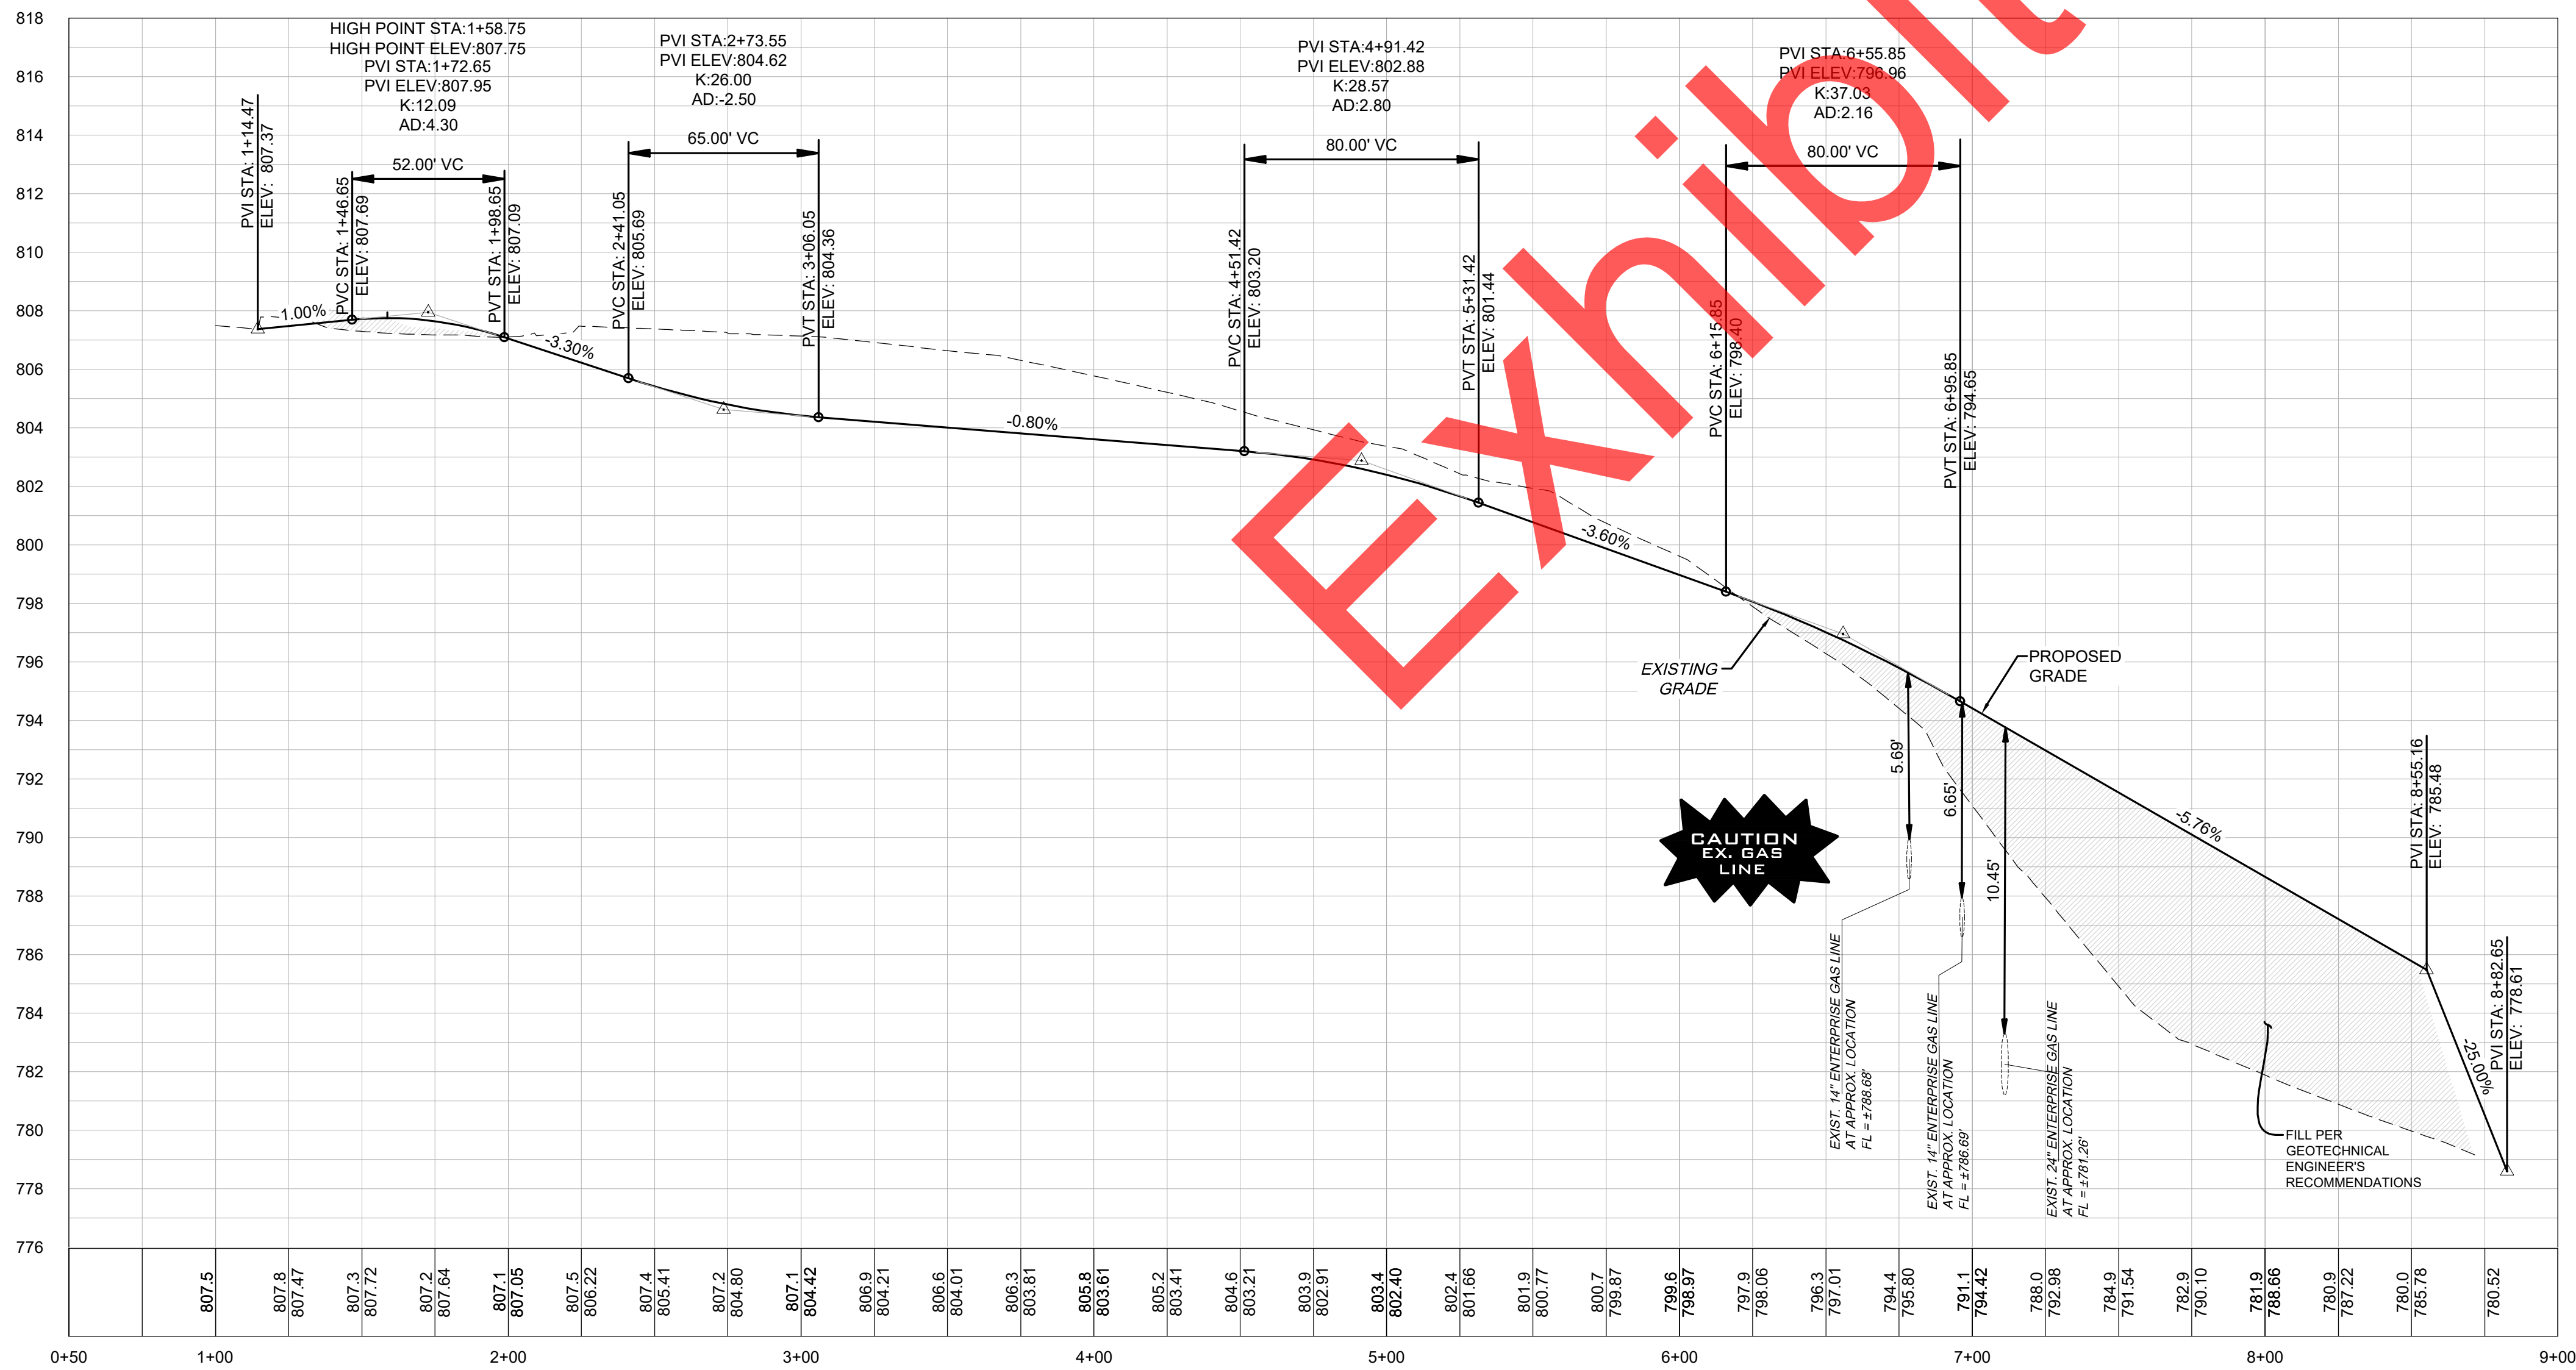 818
816
814
812
810
808
806
804
802
800
798
796
794
792
790
788
786
784
782
780
778
776
HIGH POINT STA:1+58.75
HIGH POINT ELEV:807.75
PVI STA:1+72.65
PVI ELEV:807.95
K:12.09
AD:4.30
52.00' VC
PVI STA:2+73.55
PVI ELEV:804.62
K:26.00
AD:-2.50
65.00' VC
PVI STA:4+91.42
PVI ELEV:802.88
K:28.57
AD:2.80
80.00' VC
PVI STA:6+55.85
PVI ELEV:796.96
K:37.03
AD:2.16
80.00' VC
PVI STA: 1+14.47
ELEV: 807.37
PVC STA: 1+46.65
ELEV: 807.69
PVT STA: 1+98.65
ELEV: 807.09
PVC STA: 2+41.05
ELEV: 805.69
PVT STA: 3+06.05
ELEV: 804.36
PVC STA: 4+51.42
ELEV: 803.20
PVT STA: 5+31.42
ELEV: 801.44
PVC STA: 6+15.85
ELEV: 798.40
PVT STA: 6+95.85
ELEV: 794.65
PVI STA: 8+55.16
ELEV: 785.48
PVI STA: 8+82.65
ELEV: 778.61
1.00%
-3.30%
-0.80%
-3.60%
-5.76%
-25.00%
Exhibit
EXISTING
GRADE
PROPOSED
GRADE
5.69'
6.65'
10.45'
CAUTION
EX. GAS
LINE
EXIST. 14" ENTERPRISE GAS LINE
AT APPROX. LOCATION
FL = ±788.68'
EXIST. 14" ENTERPRISE GAS LINE
AT APPROX. LOCATION
FL = ±786.69'
EXIST. 24" ENTERPRISE GAS LINE
AT APPROX. LOCATION
FL = ±781.26'
FILL PER
GEOTECHNICAL
ENGINEER'S
RECOMMENDATIONS
807.5
807.8
807.47
807.3
807.72
807.2
807.64
807.1
807.05
807.5
806.22
807.4
805.41
807.2
804.80
807.1
804.42
806.9
804.21
806.6
804.01
806.3
803.81
805.8
803.61
805.2
803.41
804.6
803.21
803.9
802.91
803.4
802.40
802.4
801.66
801.9
800.77
800.7
799.87
799.6
798.97
797.9
798.06
796.3
797.01
794.4
795.80
791.1
794.42
788.0
792.98
784.9
791.54
782.9
790.10
781.9
788.66
780.9
787.22
780.0
785.78
780.52
0+50
1+00
2+00
3+00
4+00
5+00
6+00
7+00
8+00
9+00